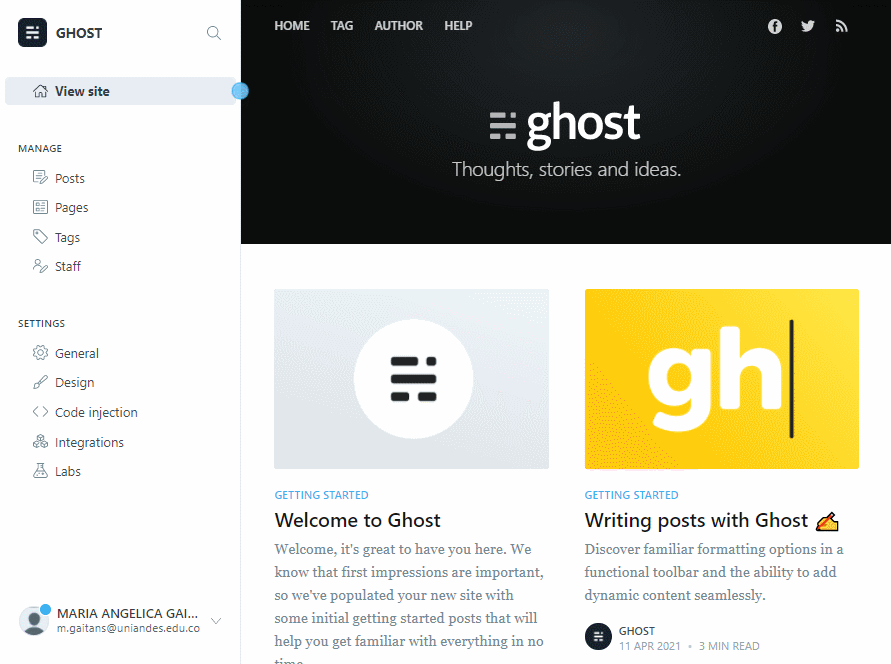 GHOST
View site
MANAGE
Posts
Pages
Tags
Staff
SETTINGS
General
Design
Code injection
Integrations
Labs
MARIA ANGELICA GAI...
m.gaitans@uniandes.edu.co
HOME TAG AUTHOR HELP
ghost
Thoughts, stories and ideas.
GETTING STARTED
Welcome to Ghost
Welcome, it's great to have you here. We
know that first impressions are important,
so we've populated your new site with
some initial getting started posts that will
help you get familiar with everything in no
time.
gh
GETTING STARTED
Writing posts with Ghost ✍️
Discover familiar formatting options in a
functional toolbar and the ability to add
dynamic content seamlessly.
GHOST
11 APR 2021 • 3 MIN READ